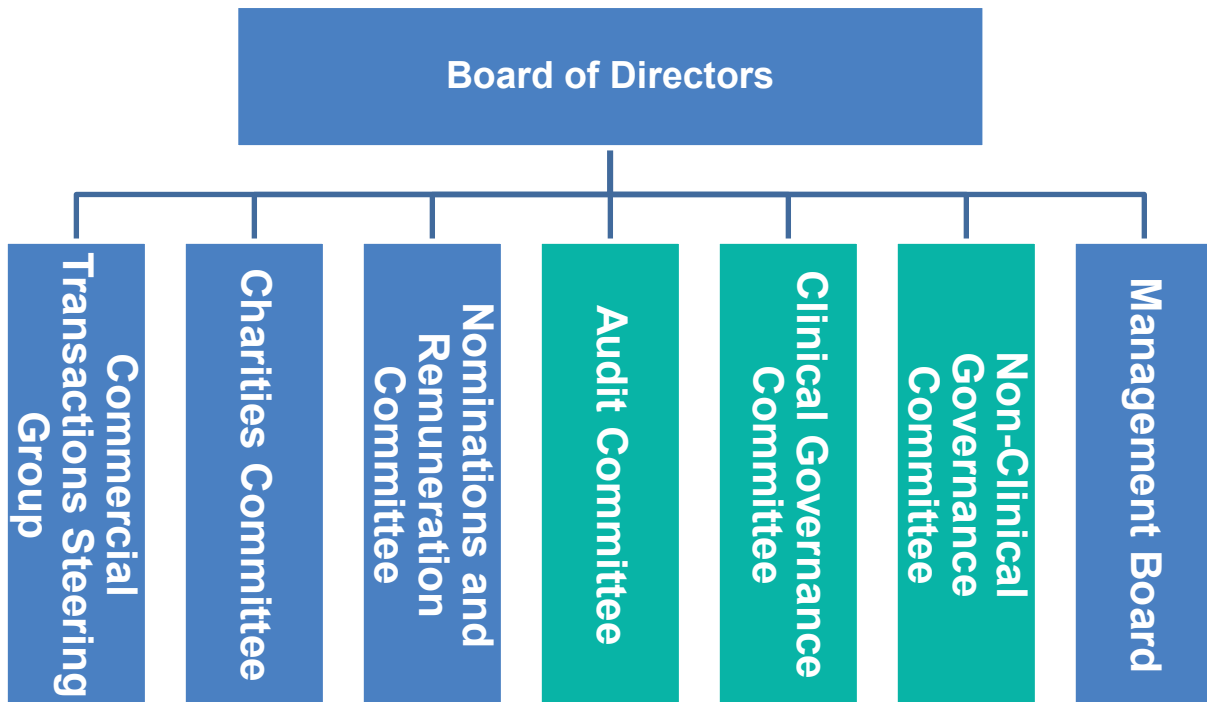 Board of Directors
Commercial
Transactions Steering
Group
Charities Committee
Nominations and
Remuneration
Committee
Audit Committee
Clinical Governance
Committee
Non-Clinical
Governance
Committee
Management Board